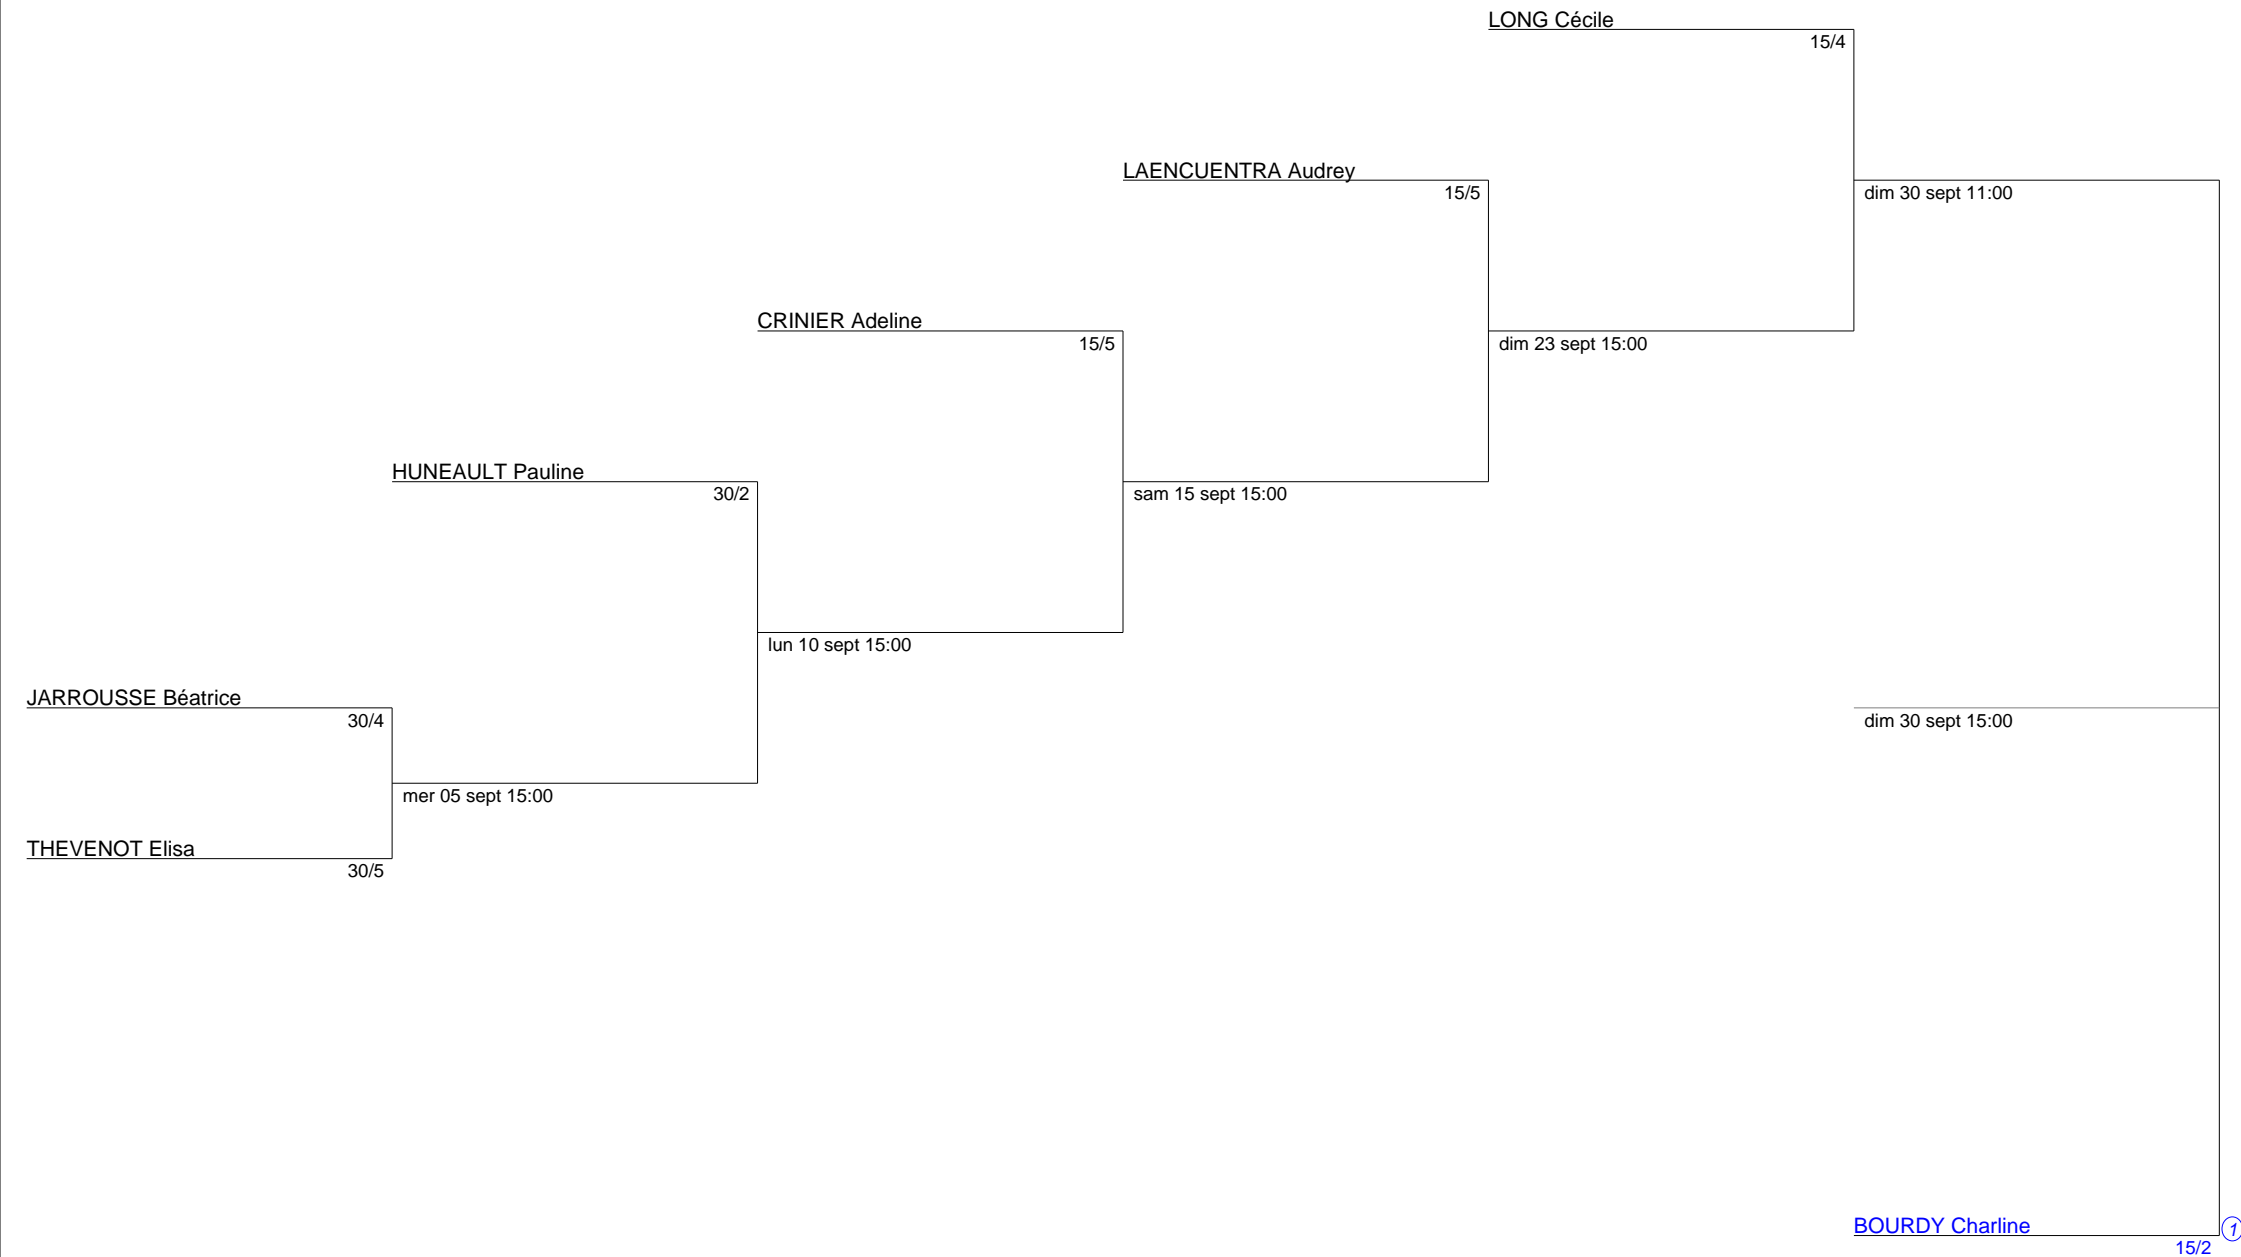 LONG Cécile
15/4
LAENCUENTRA Audrey
15/5
dim 30 sept 11:00
CRINIER Adeline
15/5
dim 23 sept 15:00
HUNEAULT Pauline
30/2
sam 15 sept 15:00
lun 10 sept 15:00
JARROUSSE Béatrice
30/4
dim 30 sept 15:00
mer 05 sept 15:00
THEVENOT Elisa
30/5
BOURDY Charline
1
15/2